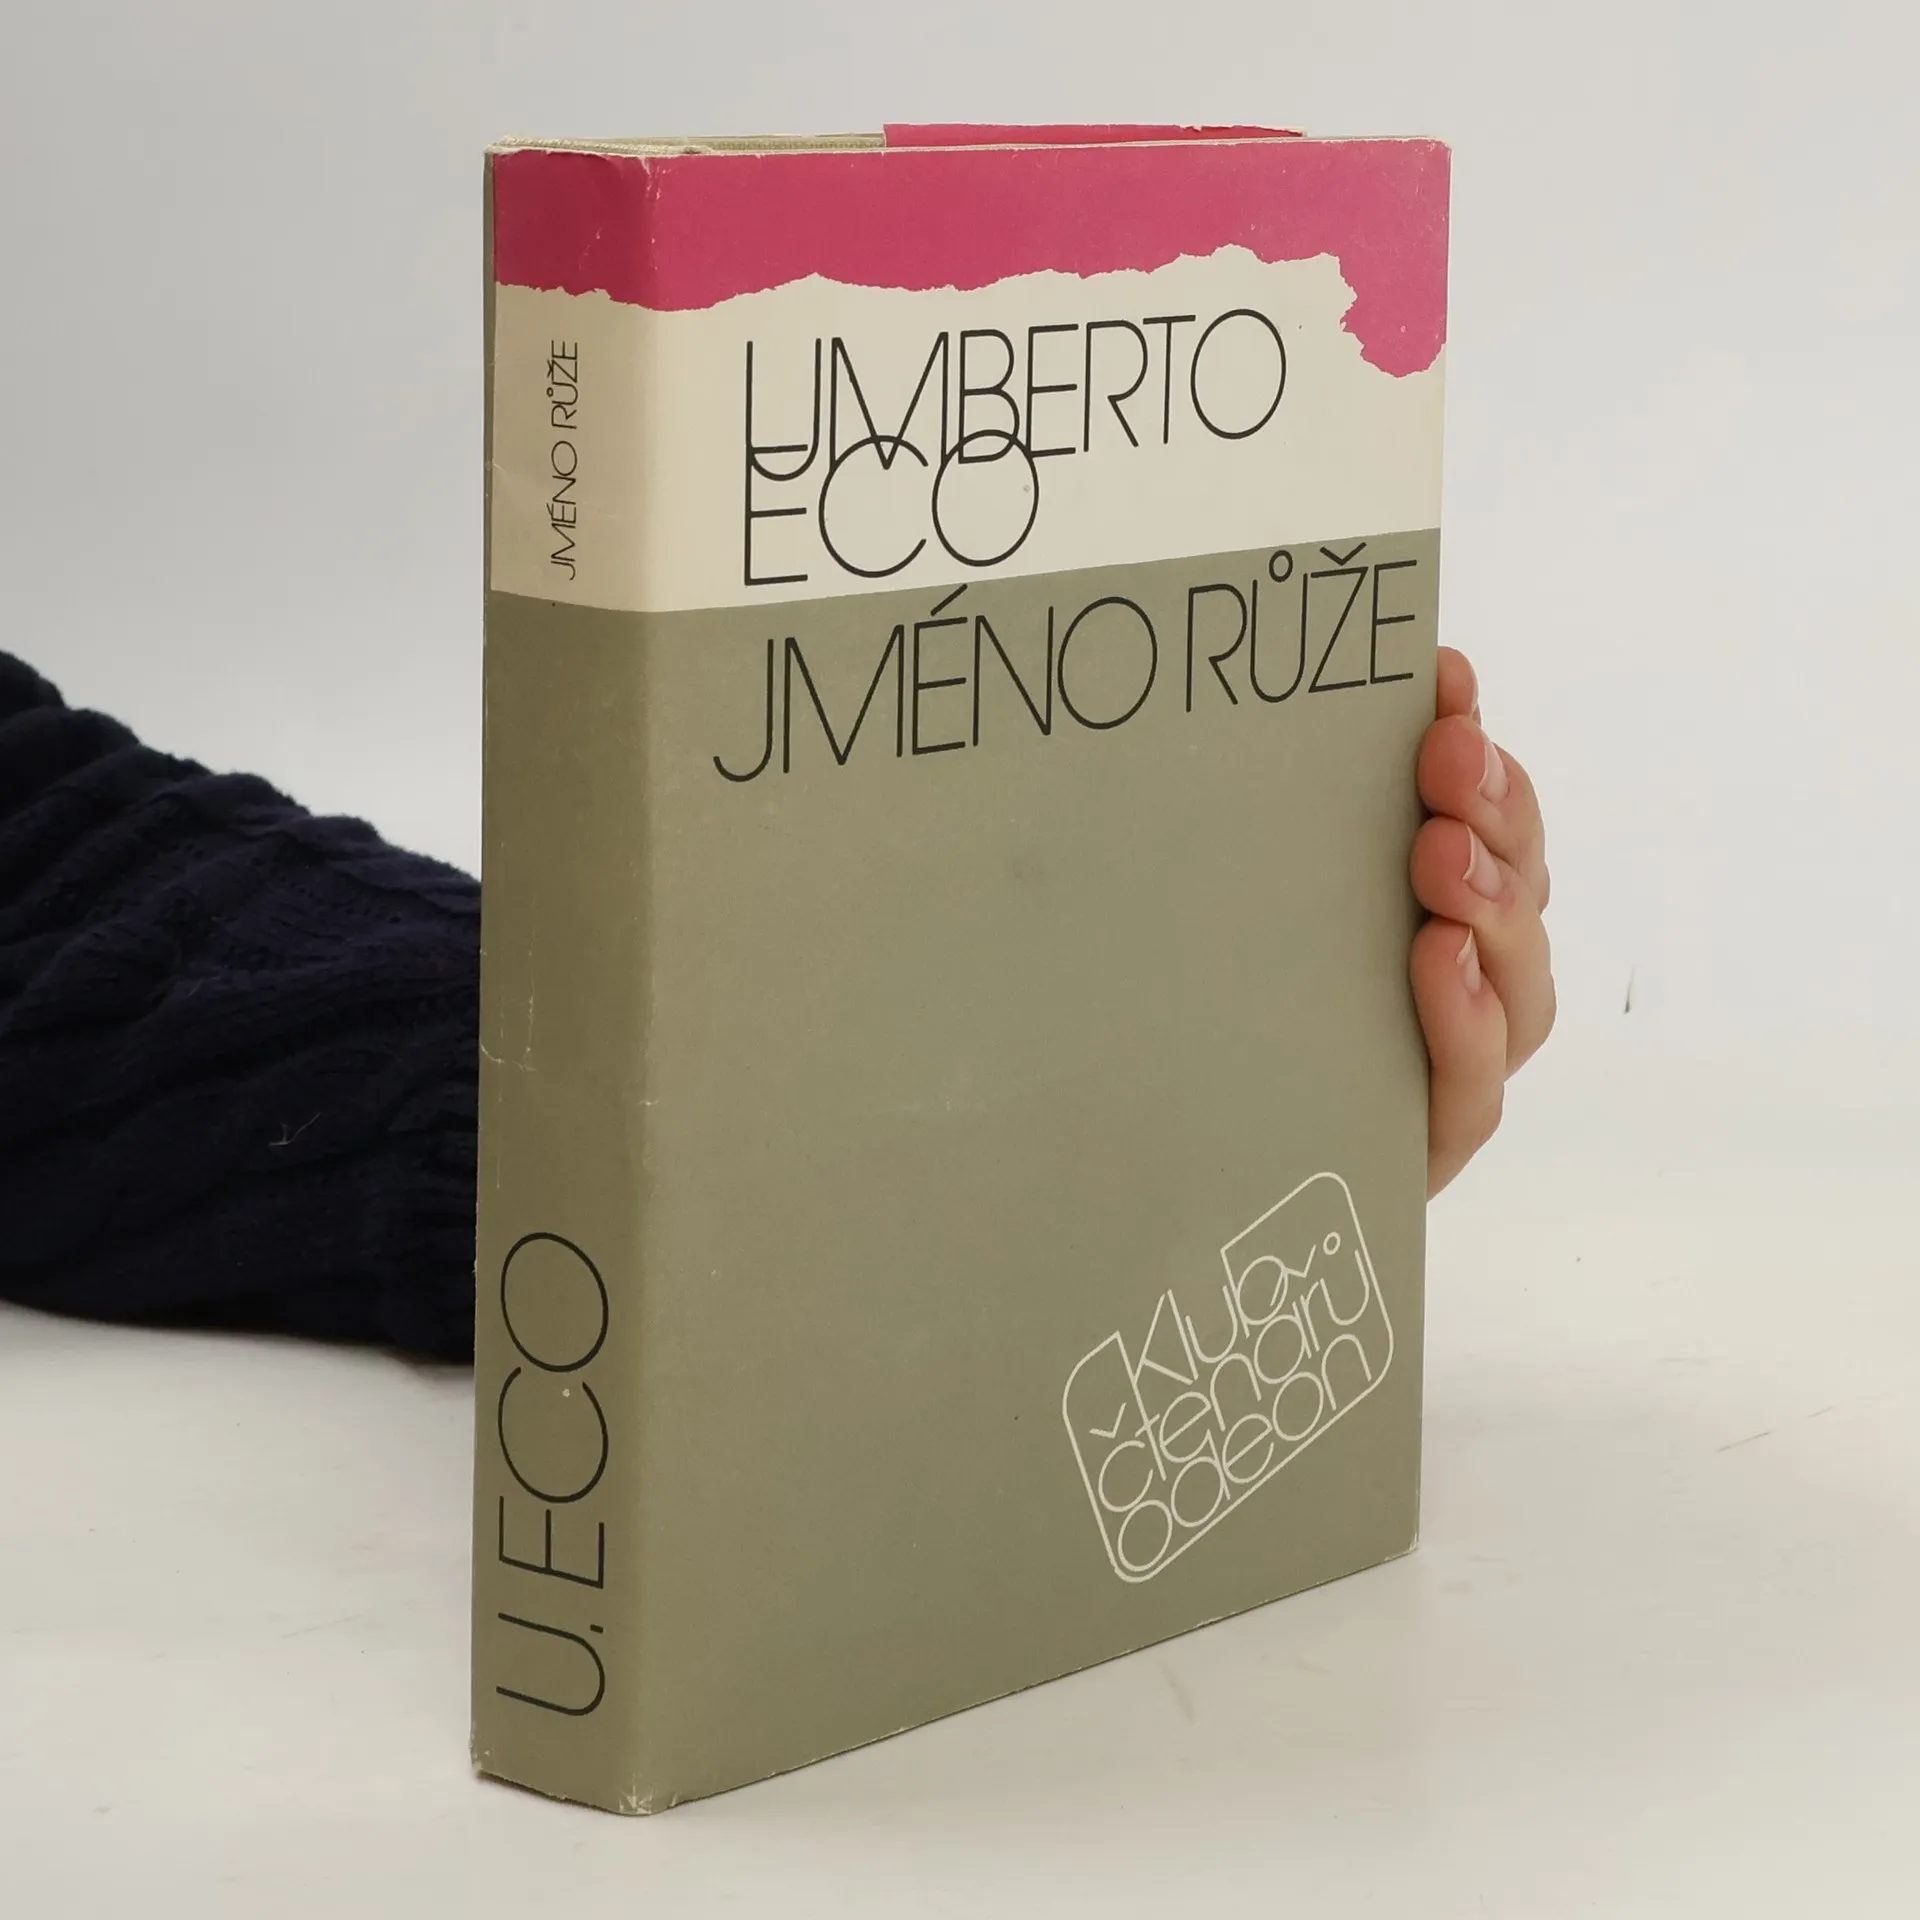 UMBERTO
ECO
JMÉNO RŮŽE
Klub
čtenářů
odeon
JMÉNO RŮŽE
U. ECO